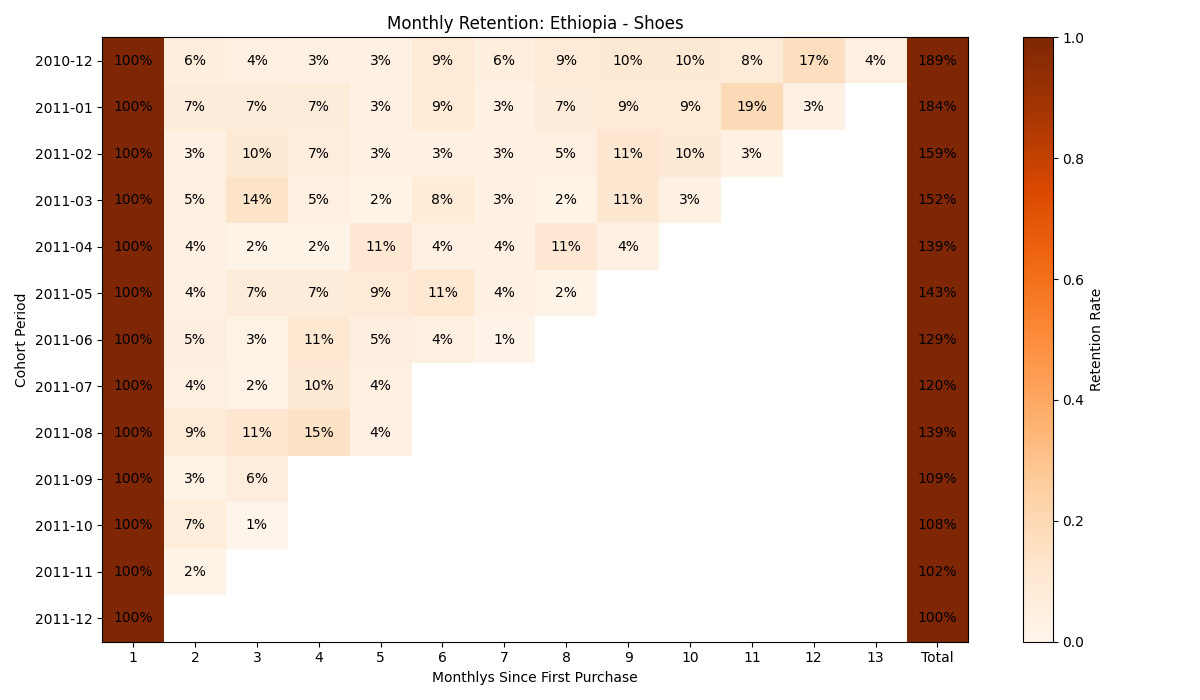 Monthly Retention: Ethiopia - Shoes
2010-12 100% 6% 4% 3% 3% 9% 6% 9% 10% 10% 8% 17% 4% 189%
2011-01 100% 7% 7% 7% 3% 9% 3% 7% 9% 9% 19% 3% 184%
2011-02 100% 3% 10% 7% 3% 3% 3% 5% 11% 10% 3% 159%
2011-03 100% 5% 14% 5% 2% 8% 3% 2% 11% 3% 152%
2011-04 100% 4% 2% 2% 11% 4% 4% 11% 4% 139%
2011-05 100% 4% 7% 7% 9% 11% 4% 2% 143%
2011-06 100% 5% 3% 11% 5% 4% 1% 129%
2011-07 100% 4% 2% 10% 4% 120%
2011-08 100% 9% 11% 15% 4% 139%
2011-09 100% 3% 6% 109%
2011-10 100% 7% 1% 108%
2011-11 100% 2% 102%
2011-12 100% 100%
1 2 3 4 5 6 7 8 9 10 11 12 13 Total
Monthlys Since First Purchase
Cohort Period
1.0
0.8
0.6
0.4
0.2
0.0
Retention Rate